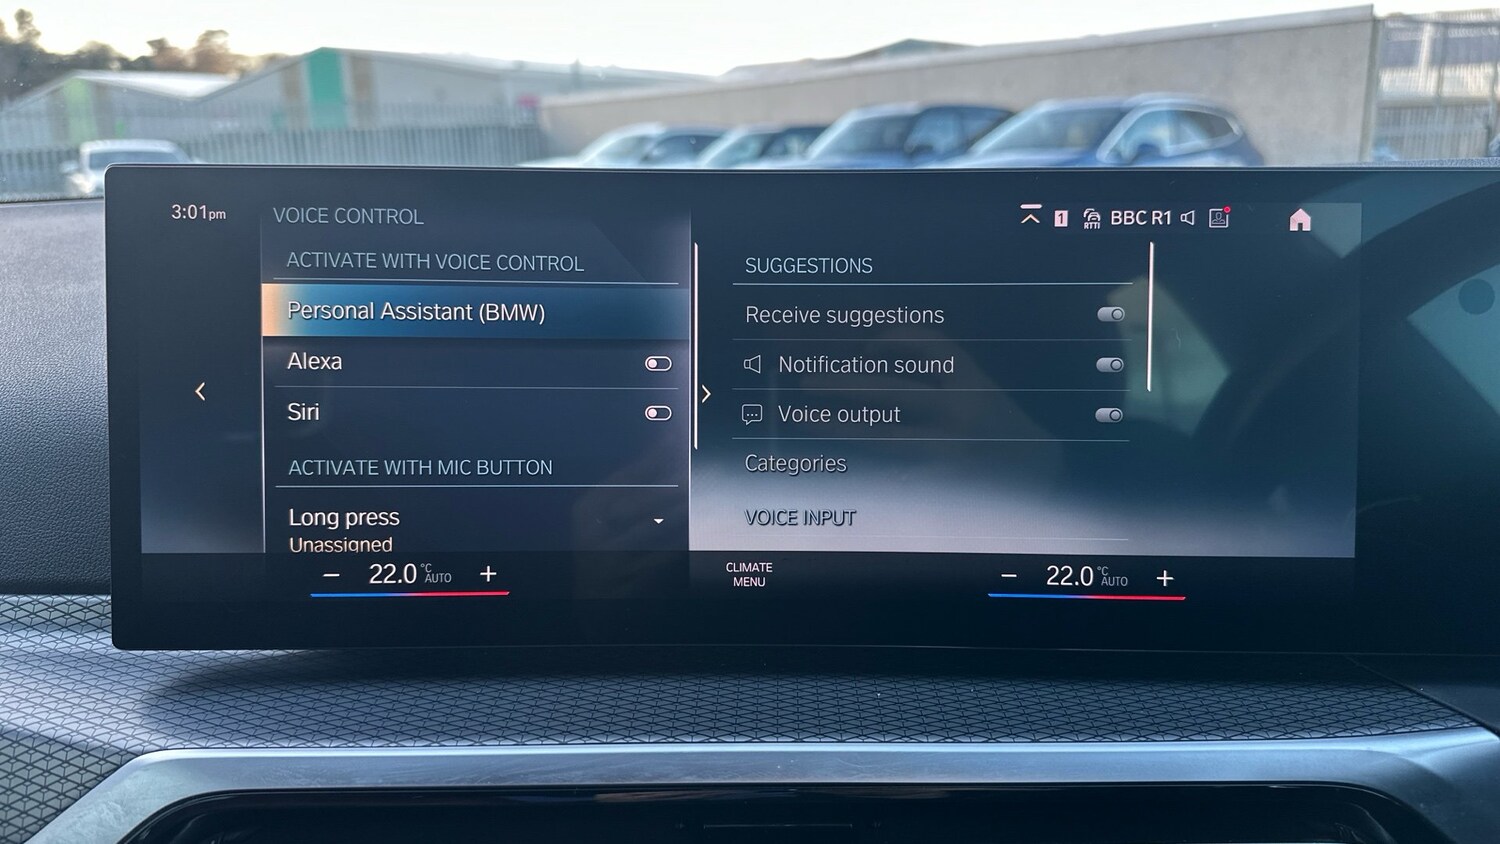 3:01pm
VOICE CONTROL
1
RTTI
BBC R1
ACTIVATE WITH VOICE CONTROL
Personal Assistant (BMW)
Alexa
Siri
ACTIVATE WITH MIC BUTTON
Long press
Unassigned
SUGGESTIONS
Receive suggestions
Notification sound
Voice output
Categories
VOICE INPUT
− 22.0 °C AUTO +
CLIMATE
MENU
− 22.0 °C AUTO +